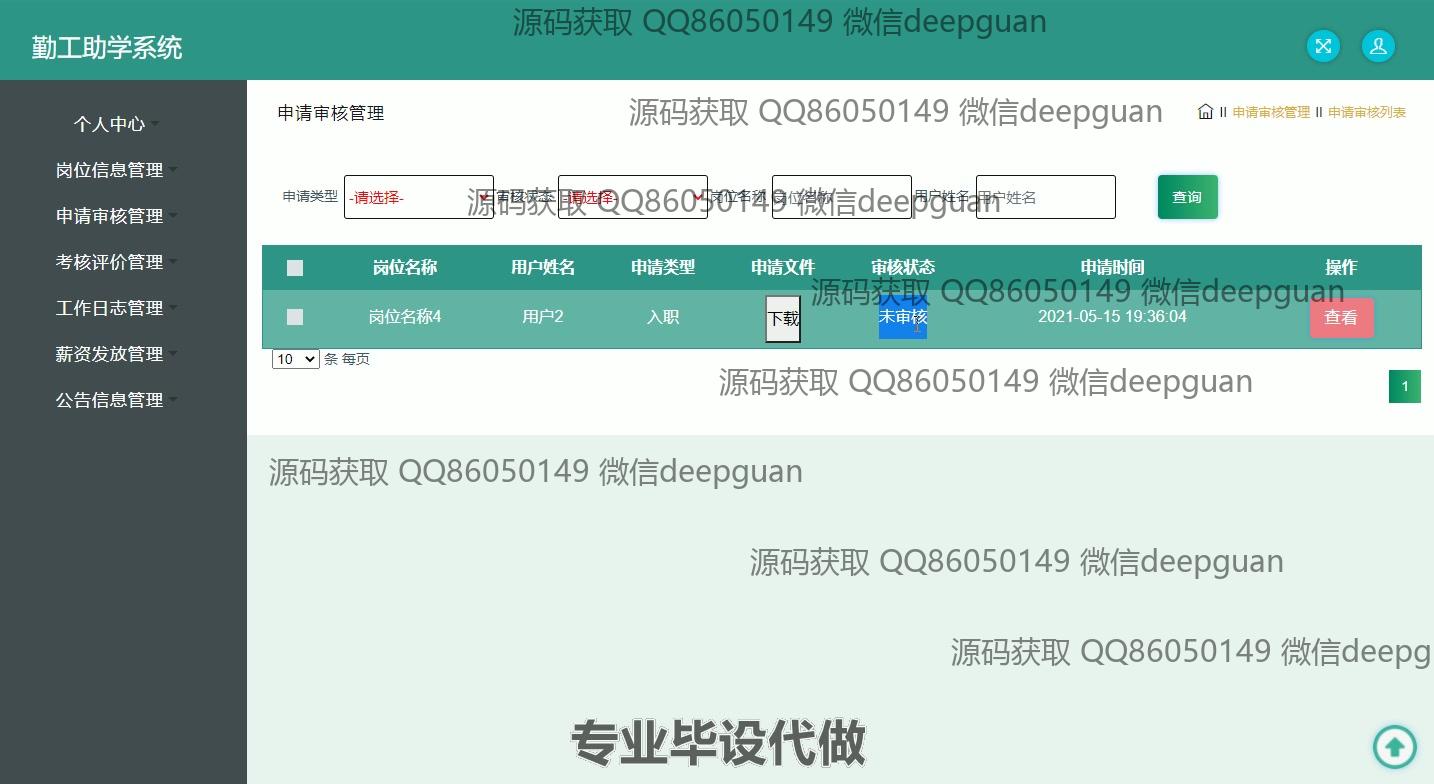 源码获取 QQ86050149 微信deepguan
勤工助学系统
申请审核管理
源码获取 QQ86050149 微信deepguan
II 申请审核管理 II 申请审核列表
个人中心
岗位信息管理
申请审核管理
考核评价管理
工作日志管理
薪资发放管理
公告信息管理
申请类型 -请选择- 审核状态 -请选择- 岗位名称 岗位名称 用户姓名 用户姓名 查询
源码获取 QQ86050149 微信deepguan
岗位名称 用户姓名 申请类型 申请文件 审核状态 申请时间 操作
源码获取 QQ86050149 微信deepguan
岗位名称4 用户2 入职 下载 未审核 2021-05-15 19:36:04 查看
10 条 每页
源码获取 QQ86050149 微信deepguan
1
源码获取 QQ86050149 微信deepguan
源码获取 QQ86050149 微信deepguan
源码获取 QQ86050149 微信deepg
专业毕设代做